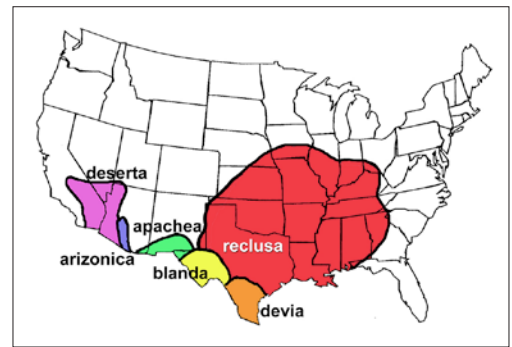 deserta
apachea
reclusa
arizonica
blanda
devia